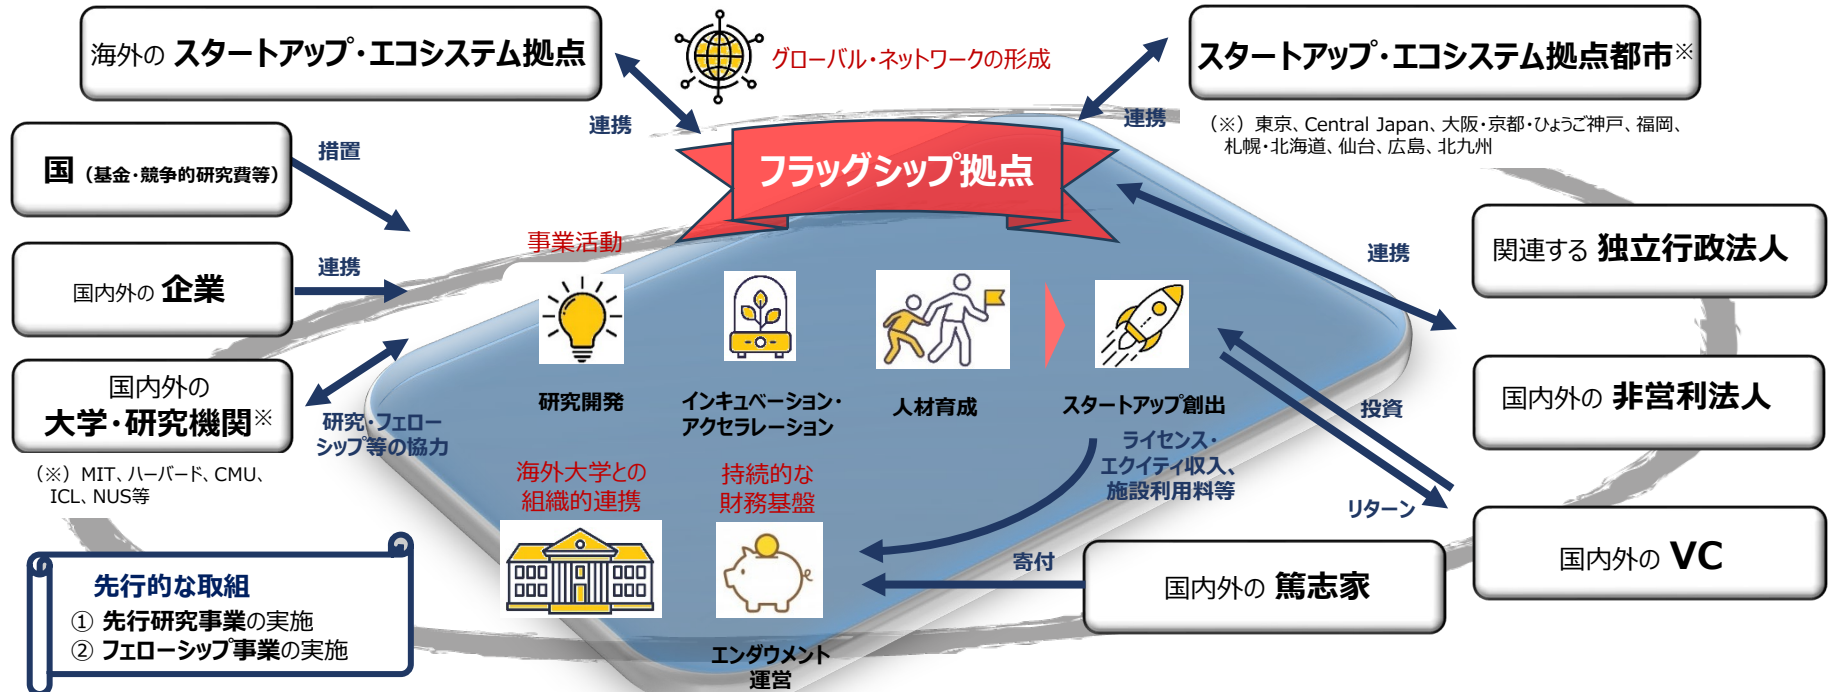 海外の スタートアップ・エコシステム拠点
グローバル・ネットワークの形成
スタートアップ・エコシステム拠点都市※
（※）東京、Central Japan、大阪・京都・ひょうご神戸、福岡、
札幌・北海道、仙台、広島、北九州
連携
連携
国（基金・競争的研究費等）
措置
フラッグシップ拠点
国内外の 企業
連携
事業活動
連携
関連する 独立行政法人
国内外の
大学・研究機関※
（※）MIT、ハーバード、CMU、
ICL、NUS等
研究・フェロー
シップ等の協力
研究開発
インキュベーション・
アクセラレーション
人材育成
スタートアップ創出
投資
国内外の 非営利法人
ライセンス・
エクイティ収入、
施設利用料等
リターン
海外大学との
組織的連携
持続的な
財務基盤
国内外の VC
寄付
国内外の 篤志家
エンダウメント
運営
先行的な取組
① 先行研究事業の実施
② フェローシップ事業の実施